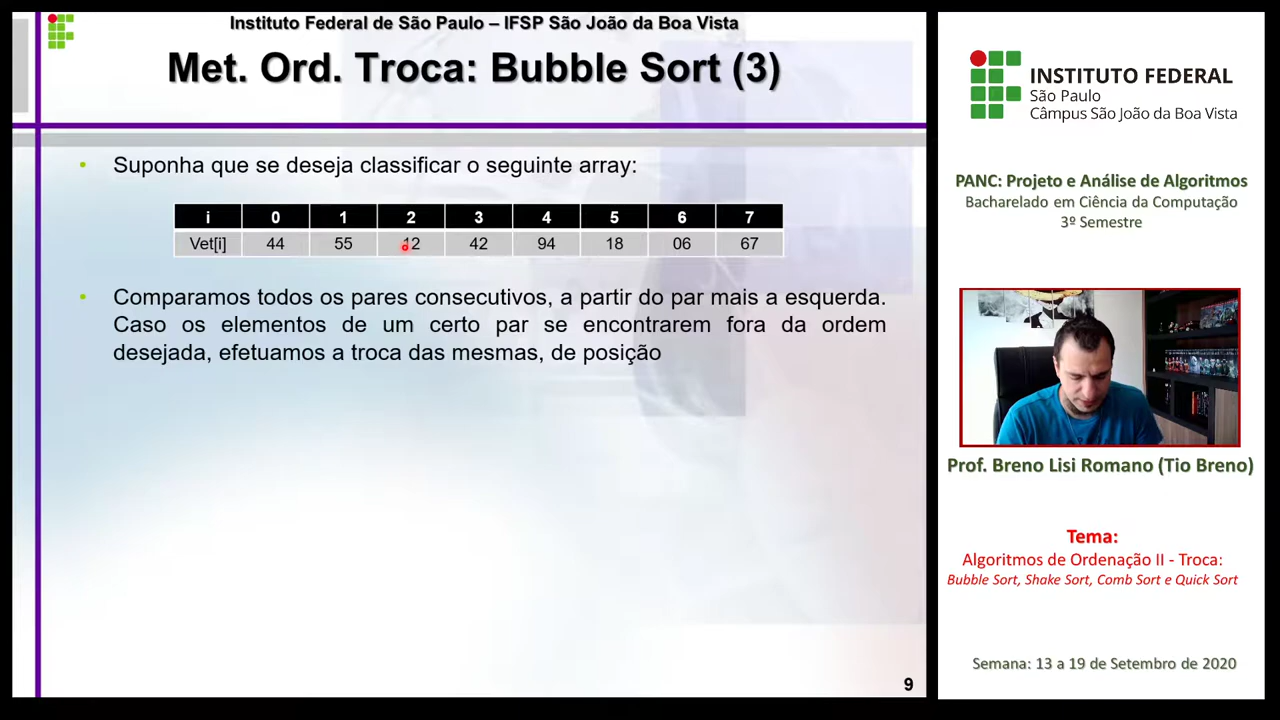 Instituto Federal de São Paulo – IFSP São João da Boa Vista
Met. Ord. Troca: Bubble Sort (3)
• Suponha que se deseja classificar o seguinte array:
i 0 1 2 3 4 5 6 7
Vet[i] 44 55 12 42 94 18 06 67
• Comparamos todos os pares consecutivos, a partir do par mais a esquerda.
Caso os elementos de um certo par se encontrarem fora da ordem
desejada, efetuamos a troca das mesmas, de posição
9
INSTITUTO FEDERAL
São Paulo
Câmpus São João da Boa Vista
PANC: Projeto e Análise de Algoritmos
Bacharelado em Ciência da Computação
3º Semestre
Prof. Breno Lisi Romano (Tio Breno)
Tema:
Algoritmos de Ordenação II - Troca:
Bubble Sort, Shake Sort, Comb Sort e Quick Sort
Semana: 13 a 19 de Setembro de 2020